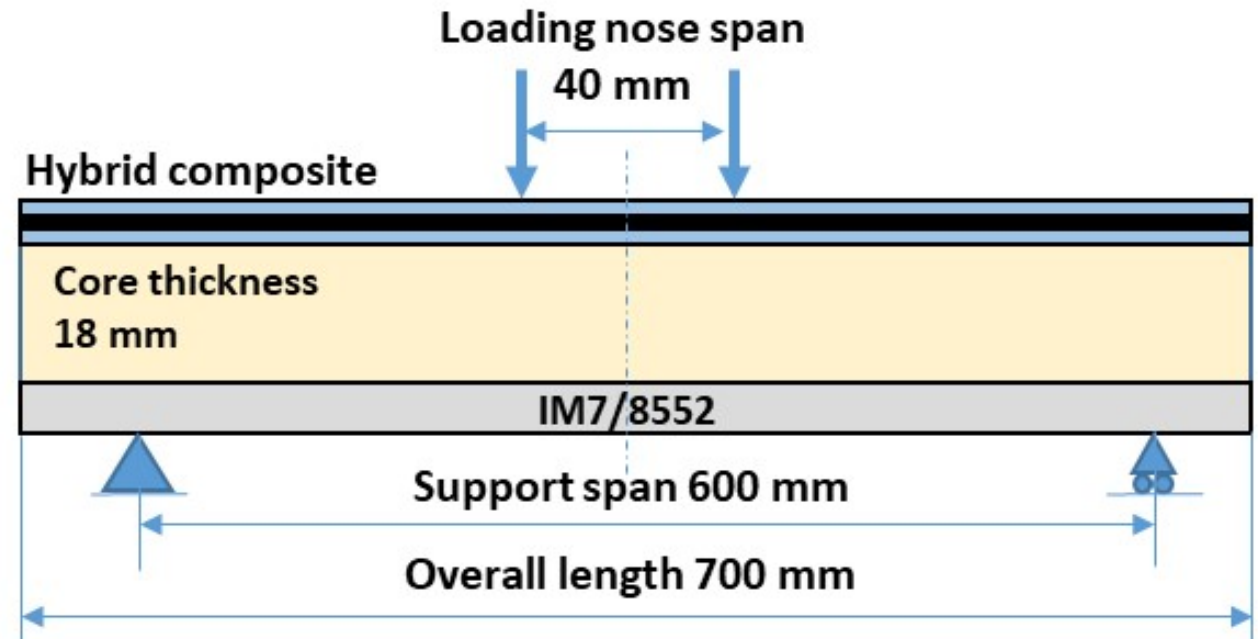 Loading nose span
40 mm
Hybrid composite
Core thickness
18 mm
IM7/8552
Support span 600 mm
Overall length 700 mm